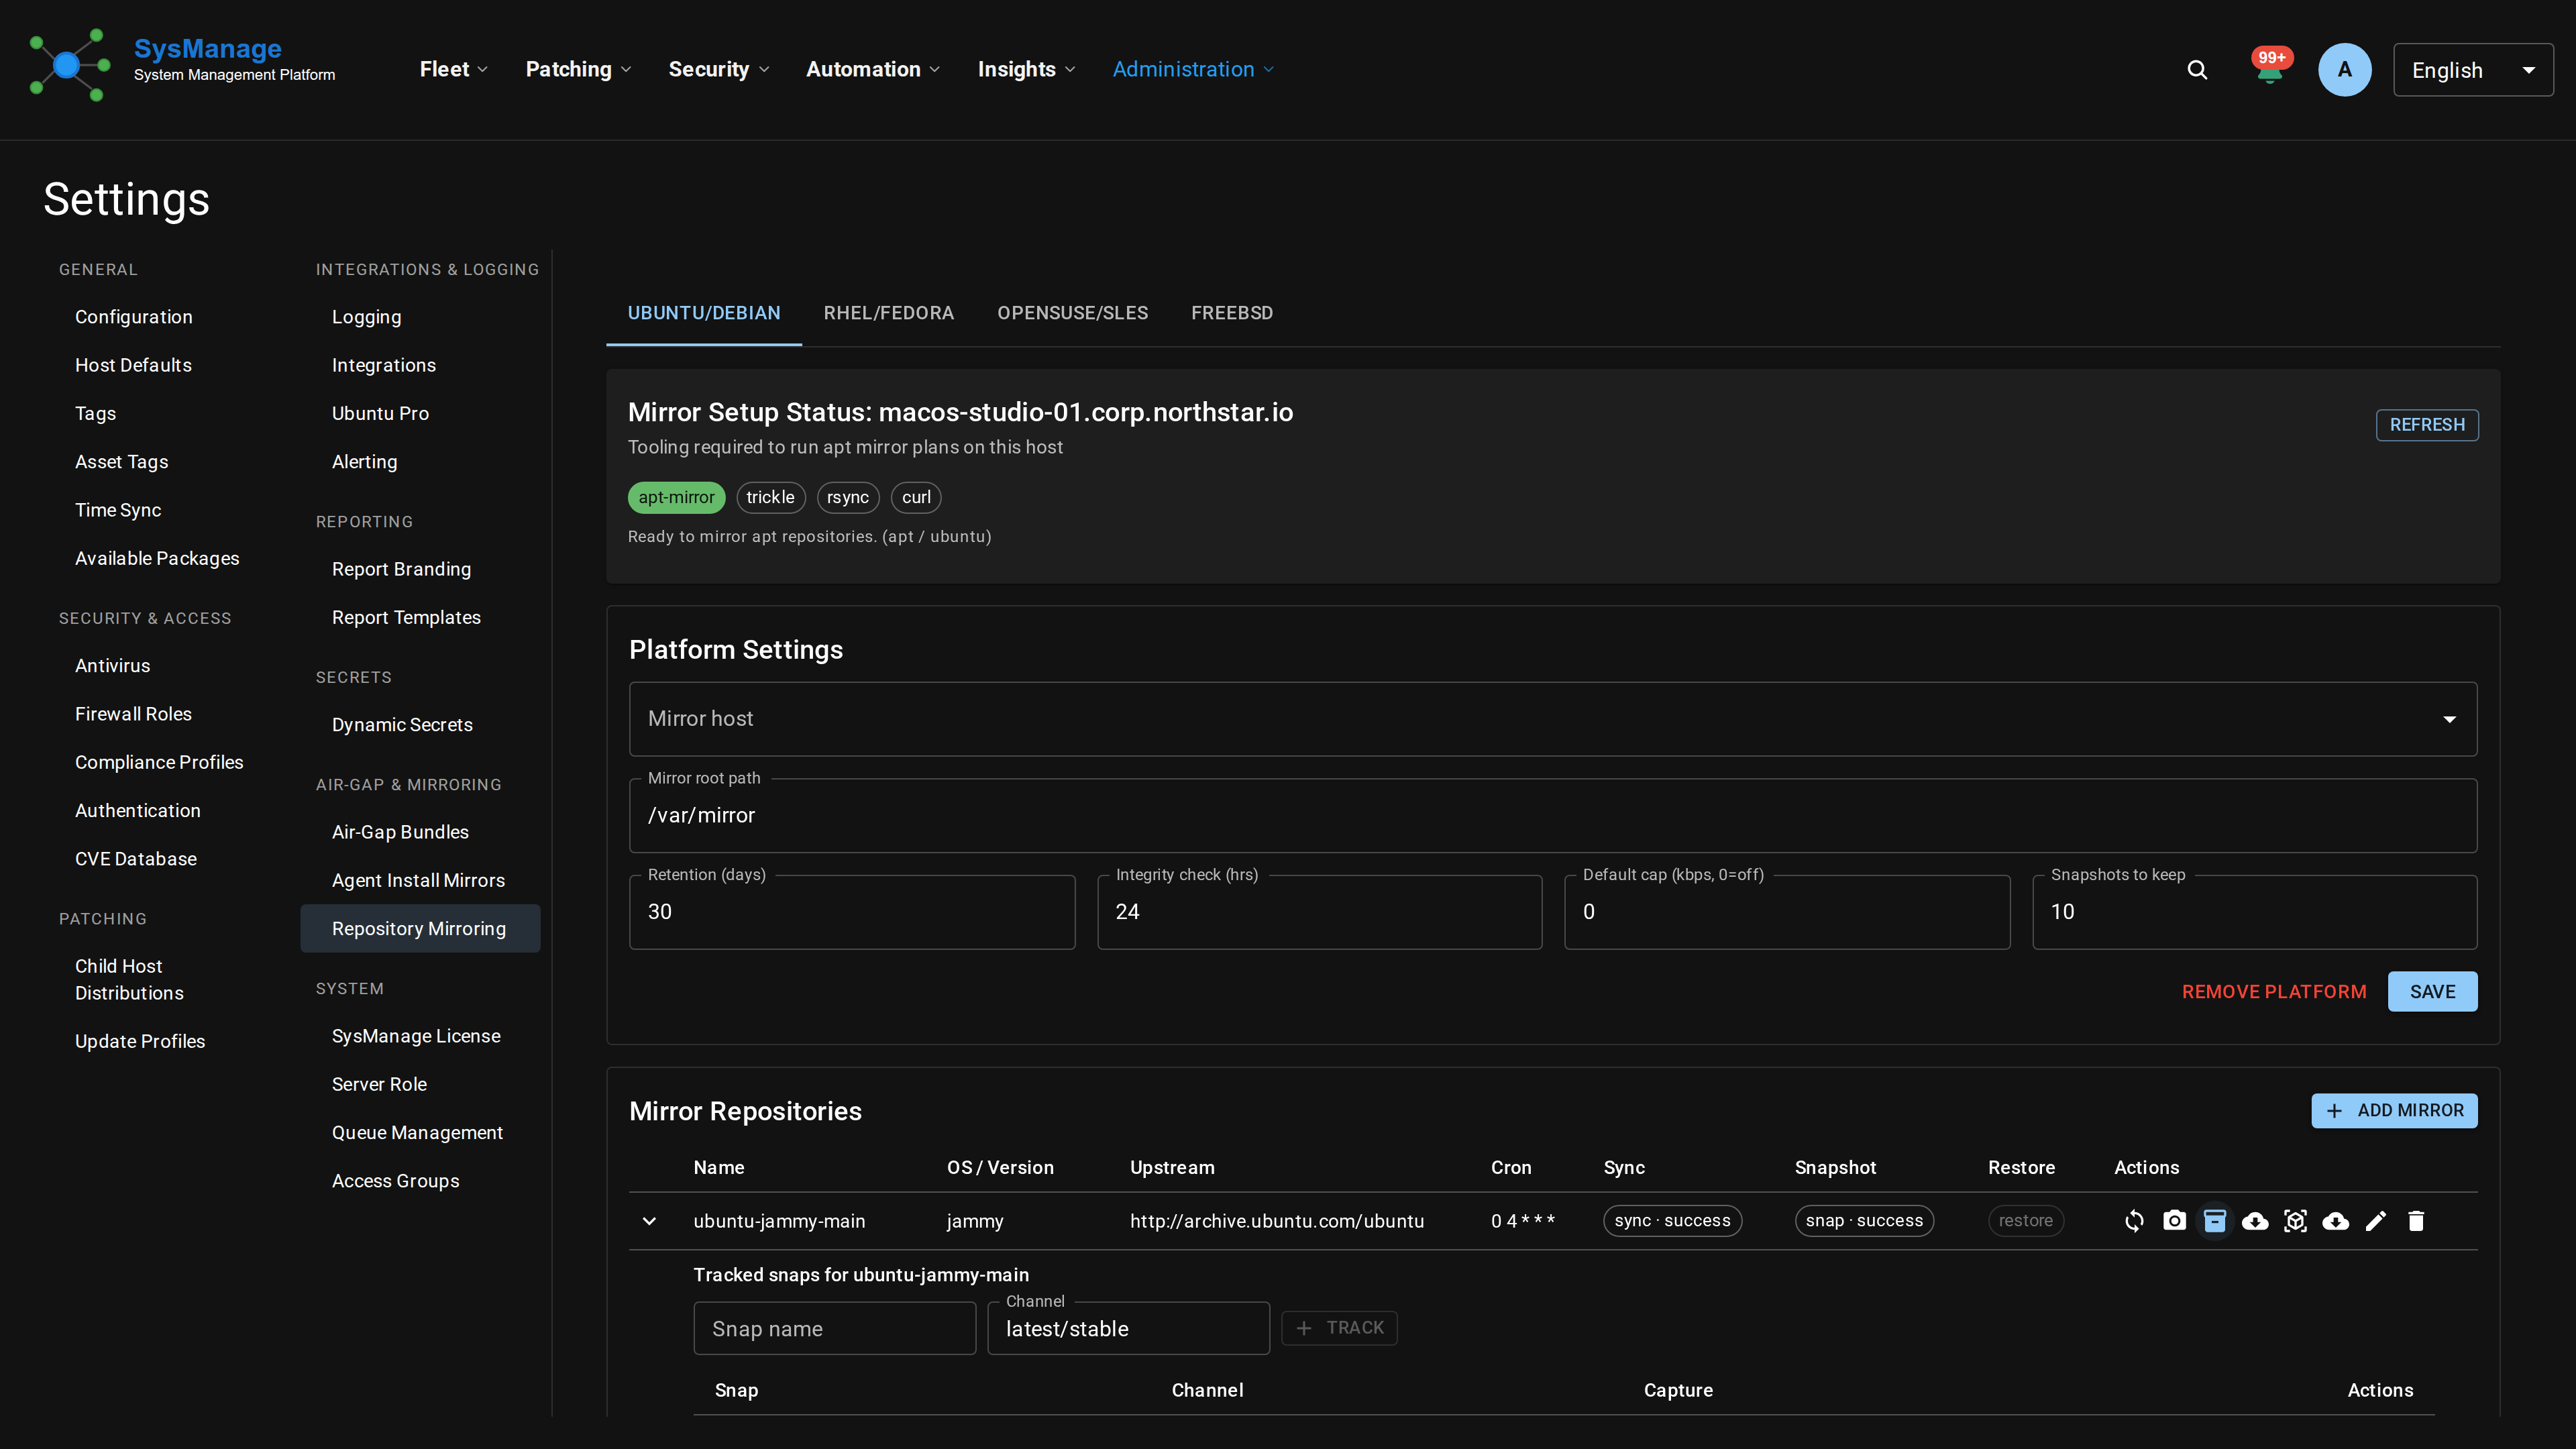 SysManage
System Management Platform
Fleet
Patching
Security
Automation
Insights
Administration
99+
A
English
Settings
GENERAL
Configuration
Host Defaults
Tags
Asset Tags
Time Sync
Available Packages
SECURITY & ACCESS
Antivirus
Firewall Roles
Compliance Profiles
Authentication
CVE Database
PATCHING
Child Host
Distributions
Update Profiles
INTEGRATIONS & LOGGING
Logging
Integrations
Ubuntu Pro
Alerting
REPORTING
Report Branding
Report Templates
SECRETS
Dynamic Secrets
AIR-GAP & MIRRORING
Air-Gap Bundles
Agent Install Mirrors
Repository Mirroring
SYSTEM
SysManage License
Server Role
Queue Management
Access Groups
UBUNTU/DEBIAN
RHEL/FEDORA
OPENSUSE/SLES
FREEBSD
Mirror Setup Status: macos-studio-01.corp.northstar.io
Tooling required to run apt mirror plans on this host
REFRESH
apt-mirror
trickle
rsync
curl
Ready to mirror apt repositories. (apt / ubuntu)
Platform Settings
Mirror host
Mirror root path
/var/mirror
Retention (days)
30
Integrity check (hrs)
24
Default cap (kbps, 0=off)
0
Snapshots to keep
10
REMOVE PLATFORM
SAVE
Mirror Repositories
ADD MIRROR
Name OS / Version Upstream Cron Sync Snapshot Restore Actions
ubuntu-jammy-main jammy http://archive.ubuntu.com/ubuntu 0 4 * * * sync · success snap · success restore
Tracked snaps for ubuntu-jammy-main
Snap name
Channel
latest/stable
TRACK
Snap Channel Capture Actions